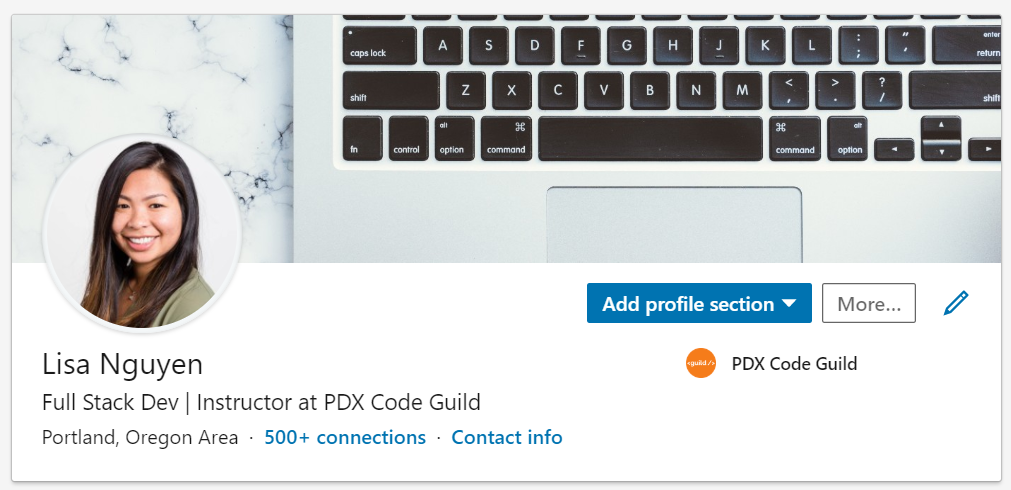 caps lock A S D F G H J K L : ; " ' enter return
shift Z X C V B N M < , > . ? / shift
fn control alt option ⌘ command ⌘ command alt option ◄ ▲ ▼ ►
Add profile section
More...
Lisa Nguyen
<guild /> PDX Code Guild
Full Stack Dev | Instructor at PDX Code Guild
Portland, Oregon Area · 500+ connections · Contact info